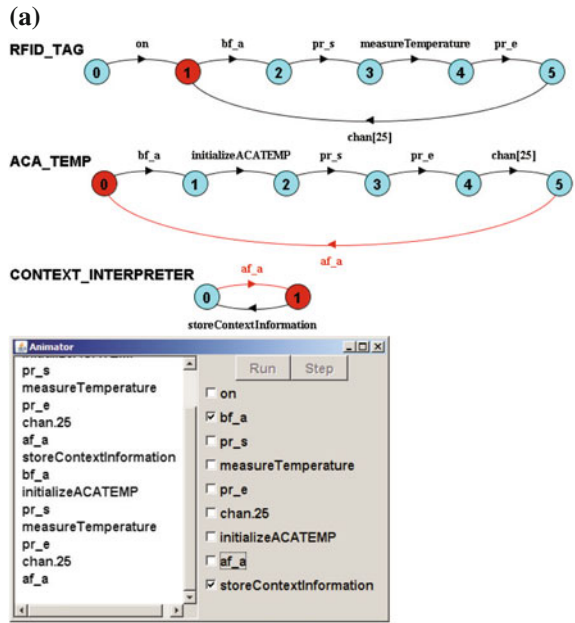 (a)
RFID_TAG
on bf_a pr_s measureTemperature pr_e
0 1 2 3 4 5
chan[25]
ACA_TEMP
bf_a initializeACATEMP pr_s pr_e chan[25]
0 1 2 3 4 5
af_a
CONTEXT_INTERPRETER
af_a
0 1
storeContextInformation
Animator
Run Step
pr_s
measureTemperature
pr_e
chan.25
af_a
storeContextInformation
bf_a
initializeACATEMP
pr_s
measureTemperature
pr_e
chan.25
af_a
on
bf_a
pr_s
measureTemperature
pr_e
chan.25
initializeACATEMP
af_a
storeContextInformation